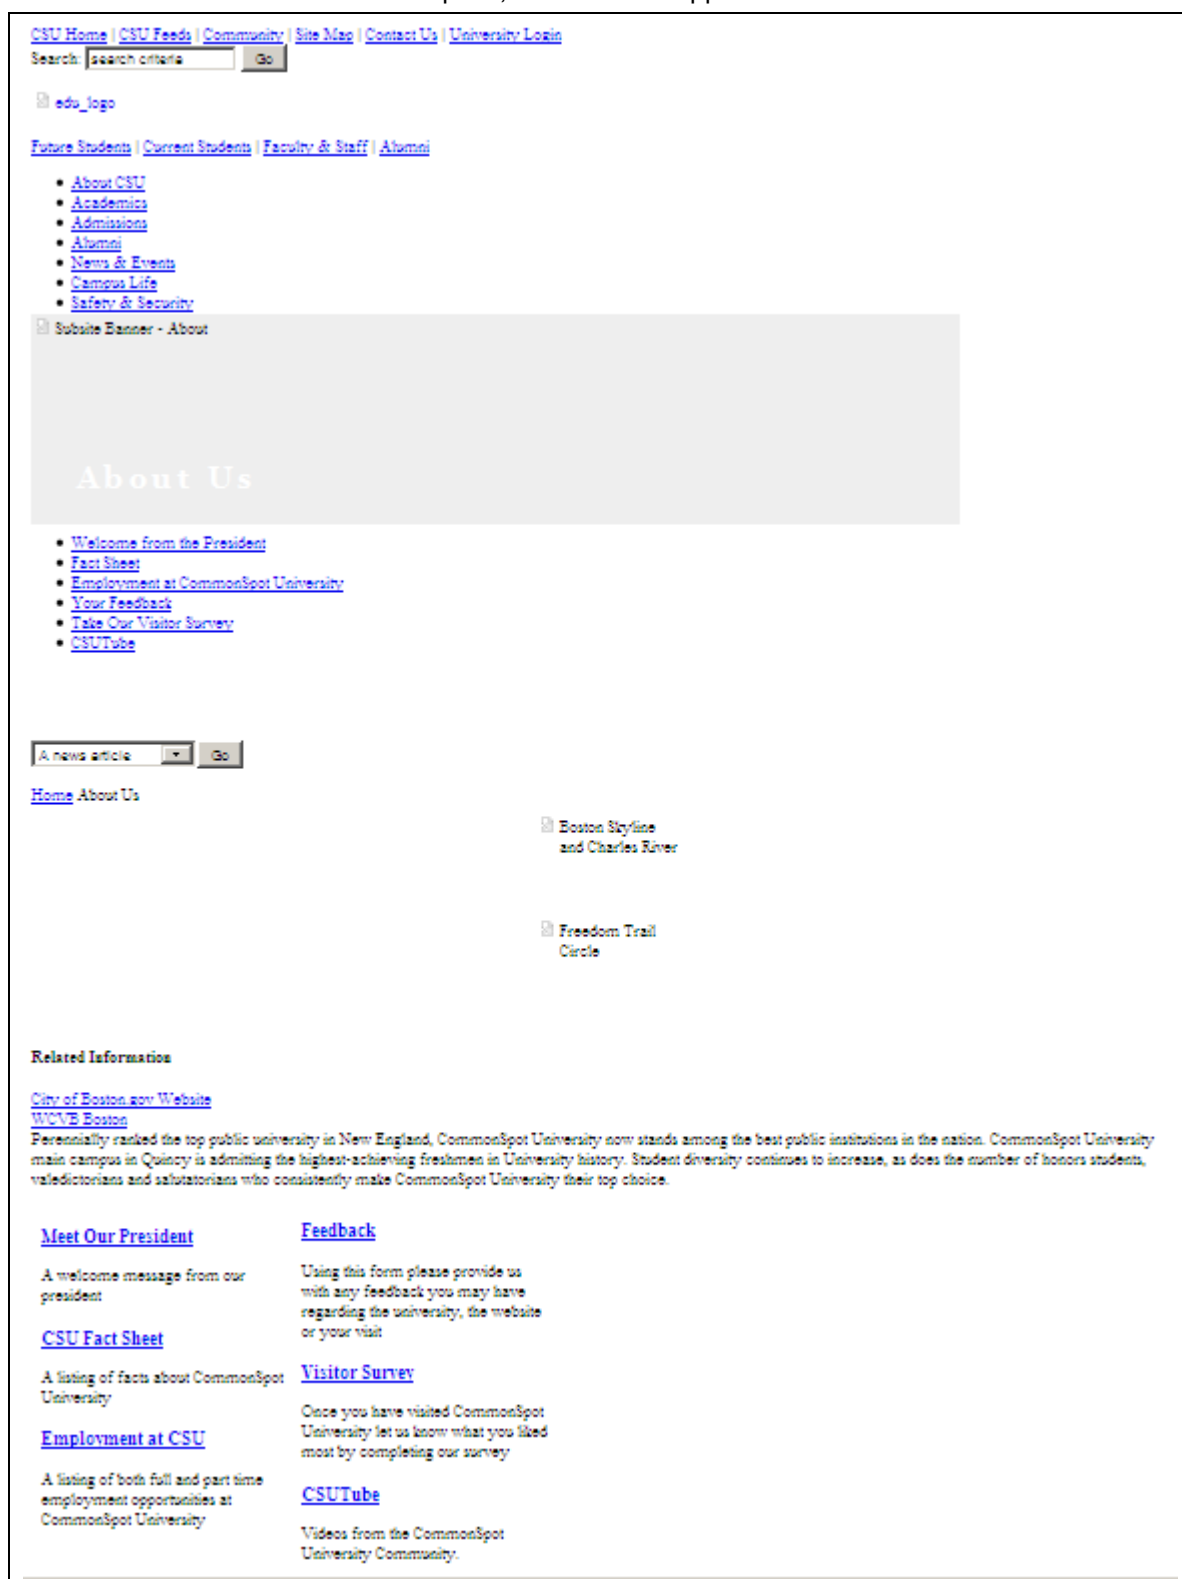 CSU Home | CSU Feeds | Community | Site Map | Contact Us | University Login
Search: search criteria Go
edu_logo
Future Students | Current Students | Faculty & Staff | Alumni
• About CSU
• Academics
• Admissions
• Alumni
• News & Events
• Campus Life
• Safety & Security
Subsite Banner - About
About Us
• Welcome from the President
• Fact Sheet
• Employment at CommonSpot University
• Your Feedback
• Take Our Visitor Survey
• CSUTube
A news article Go
Home About Us
Boston Skyline
and Charles River
Freedom Trail
Circle
Related Information
City of Boston.gov Website
WCVB Boston
Perennially ranked the top public university in New England, CommonSpot University now stands among the best public institutions in the nation. CommonSpot University
main campus in Quincy is admitting the highest-achieving freshmen in University history. Student diversity continues to increase, as does the number of honors students,
valedictorians and salutatorians who consistently make CommonSpot University their top choice.
Meet Our President
A welcome message from our
president
CSU Fact Sheet
A listing of facts about CommonSpot
University
Employment at CSU
A listing of both full and part time
employment opportunities at
CommonSpot University
Feedback
Using this form please provide us
with any feedback you may have
regarding the university, the website
or your visit
Visitor Survey
Once you have visited CommonSpot
University let us know what you liked
most by completing our survey
CSUTube
Videos from the CommonSpot
University Community.